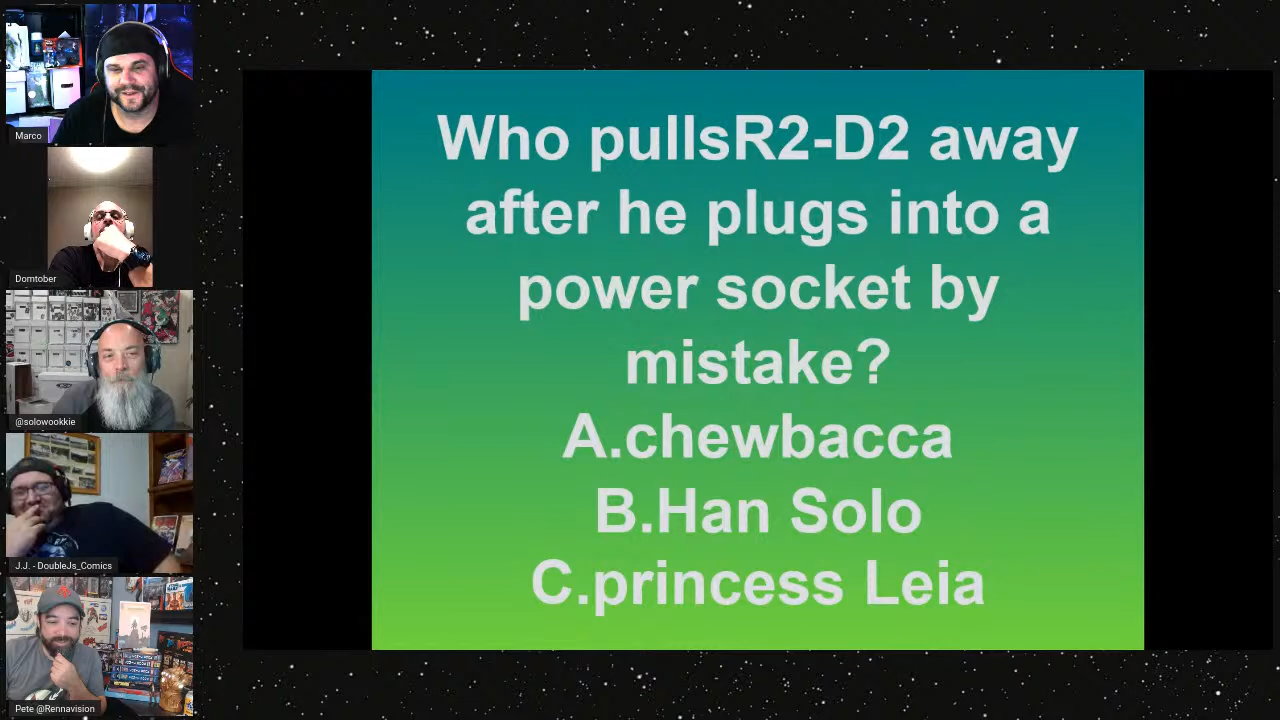 Marco
Domtober
@solowookkie
J.J. - DoubleJs_Comics
Pete @Rennavision
Who pullsR2-D2 away
after he plugs into a
power socket by
mistake?
A.chewbacca
B.Han Solo
C.princess Leia